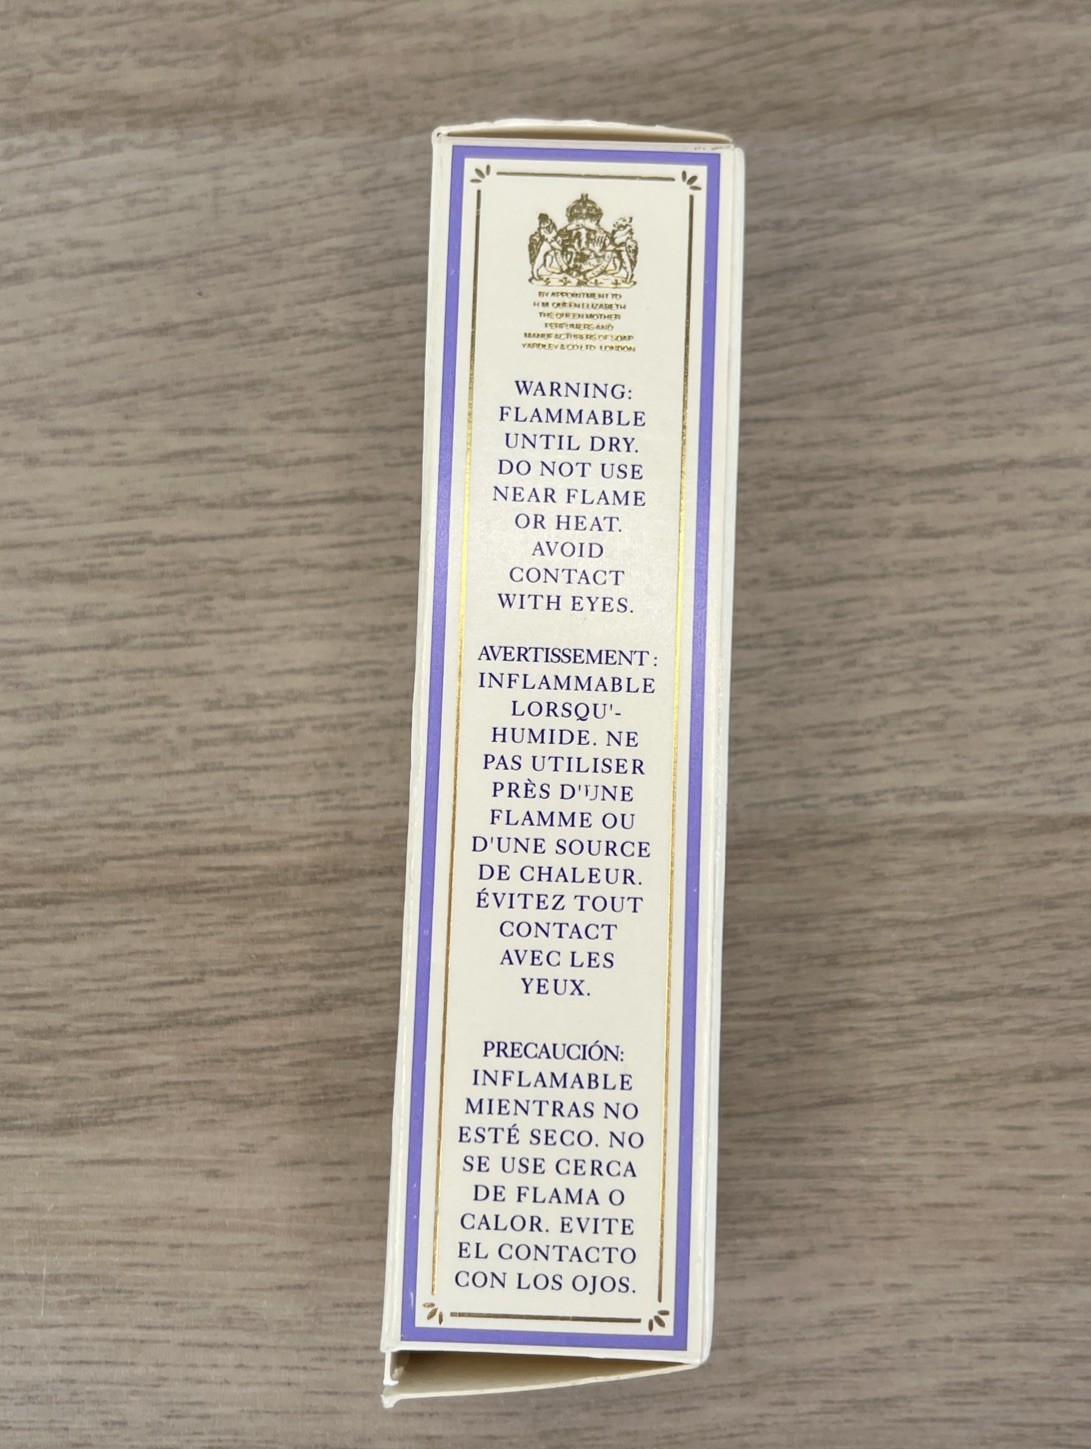 BY APPOINTMENT TO
H.M. QUEEN ELIZABETH
THE QUEEN MOTHER
PERFUMERS AND
MANUFACTURERS OF SOAP
YARDLEY & CO LTD. LONDON
WARNING:
FLAMMABLE
UNTIL DRY.
DO NOT USE
NEAR FLAME
OR HEAT.
AVOID
CONTACT
WITH EYES.
AVERTISSEMENT :
INFLAMMABLE
LORSQU'-
HUMIDE. NE
PAS UTILISER
PRÈS D'UNE
FLAMME OU
D'UNE SOURCE
DE CHALEUR.
ÉVITEZ TOUT
CONTACT
AVEC LES
YEUX.
PRECAUCIÓN:
INFLAMABLE
MIENTRAS NO
ESTÉ SECO. NO
SE USE CERCA
DE FLAMA O
CALOR. EVITE
EL CONTACTO
CON LOS OJOS.